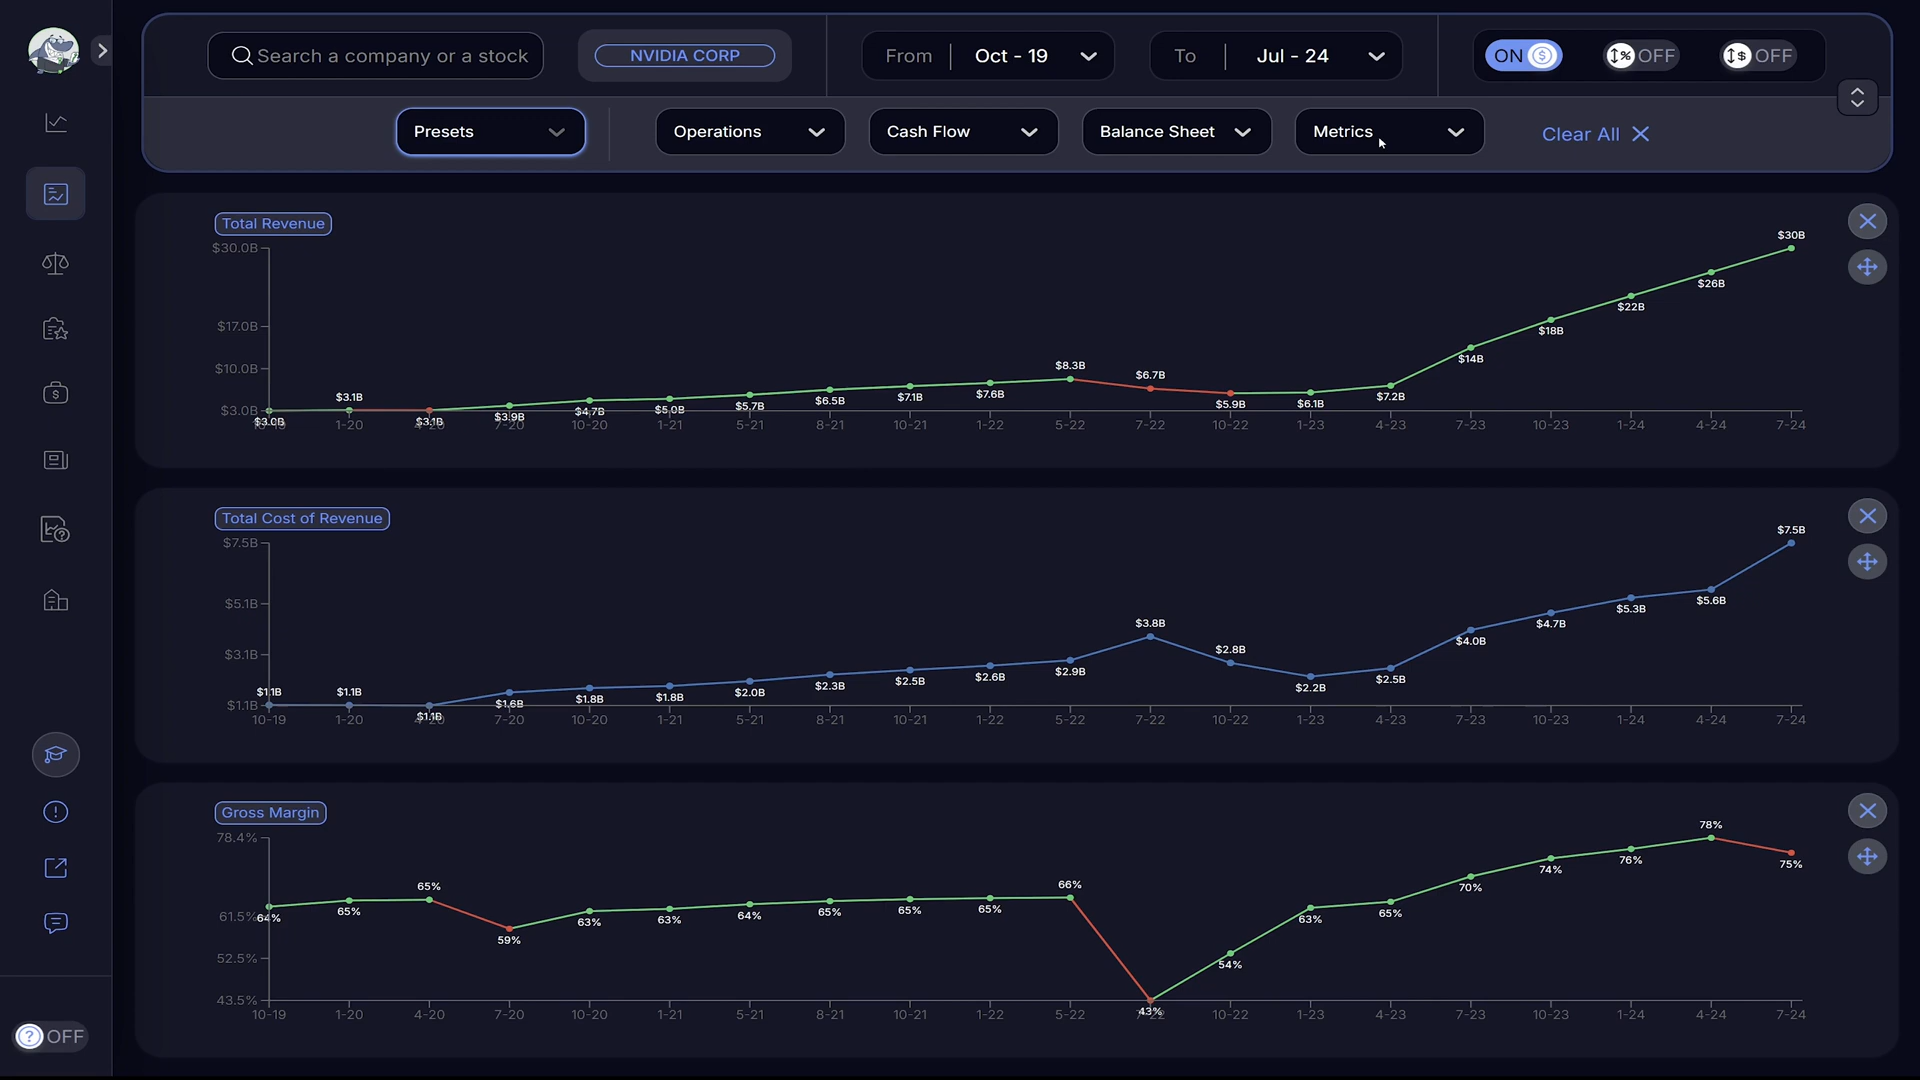 Search a company or a stock
NVIDIA CORP
From Oct - 19
To Jul - 24
ON $
% OFF
$ OFF
Presets
Operations
Cash Flow
Balance Sheet
Metrics
Clear All
Total Revenue
$30.0B
$17.0B
$10.0B
$3.0B
$3.0B $3.1B $3.1B $3.9B $4.7B $5.0B $5.7B $6.5B $7.1B $7.6B $8.3B $6.7B $5.9B $6.1B $7.2B $14B $18B $22B $26B $30B
10-19 1-20 4-20 7-20 10-20 1-21 5-21 8-21 10-21 1-22 5-22 7-22 10-22 1-23 4-23 7-23 10-23 1-24 4-24 7-24
Total Cost of Revenue
$7.5B
$5.1B
$3.1B
$1.1B
$1.1B $1.1B $1.1B $1.6B $1.8B $1.8B $2.0B $2.3B $2.5B $2.6B $2.9B $3.8B $2.8B $2.2B $2.5B $4.0B $4.7B $5.3B $5.6B $7.5B
10-19 1-20 4-20 7-20 10-20 1-21 5-21 8-21 10-21 1-22 5-22 7-22 10-22 1-23 4-23 7-23 10-23 1-24 4-24 7-24
Gross Margin
78.4%
61.5%
52.5%
43.5%
64% 65% 65% 59% 63% 63% 64% 65% 65% 65% 66% 43% 54% 63% 65% 70% 74% 76% 78% 75%
10-19 1-20 4-20 7-20 10-20 1-21 5-21 8-21 10-21 1-22 5-22 7-22 10-22 1-23 4-23 7-23 10-23 1-24 4-24 7-24
? OFF